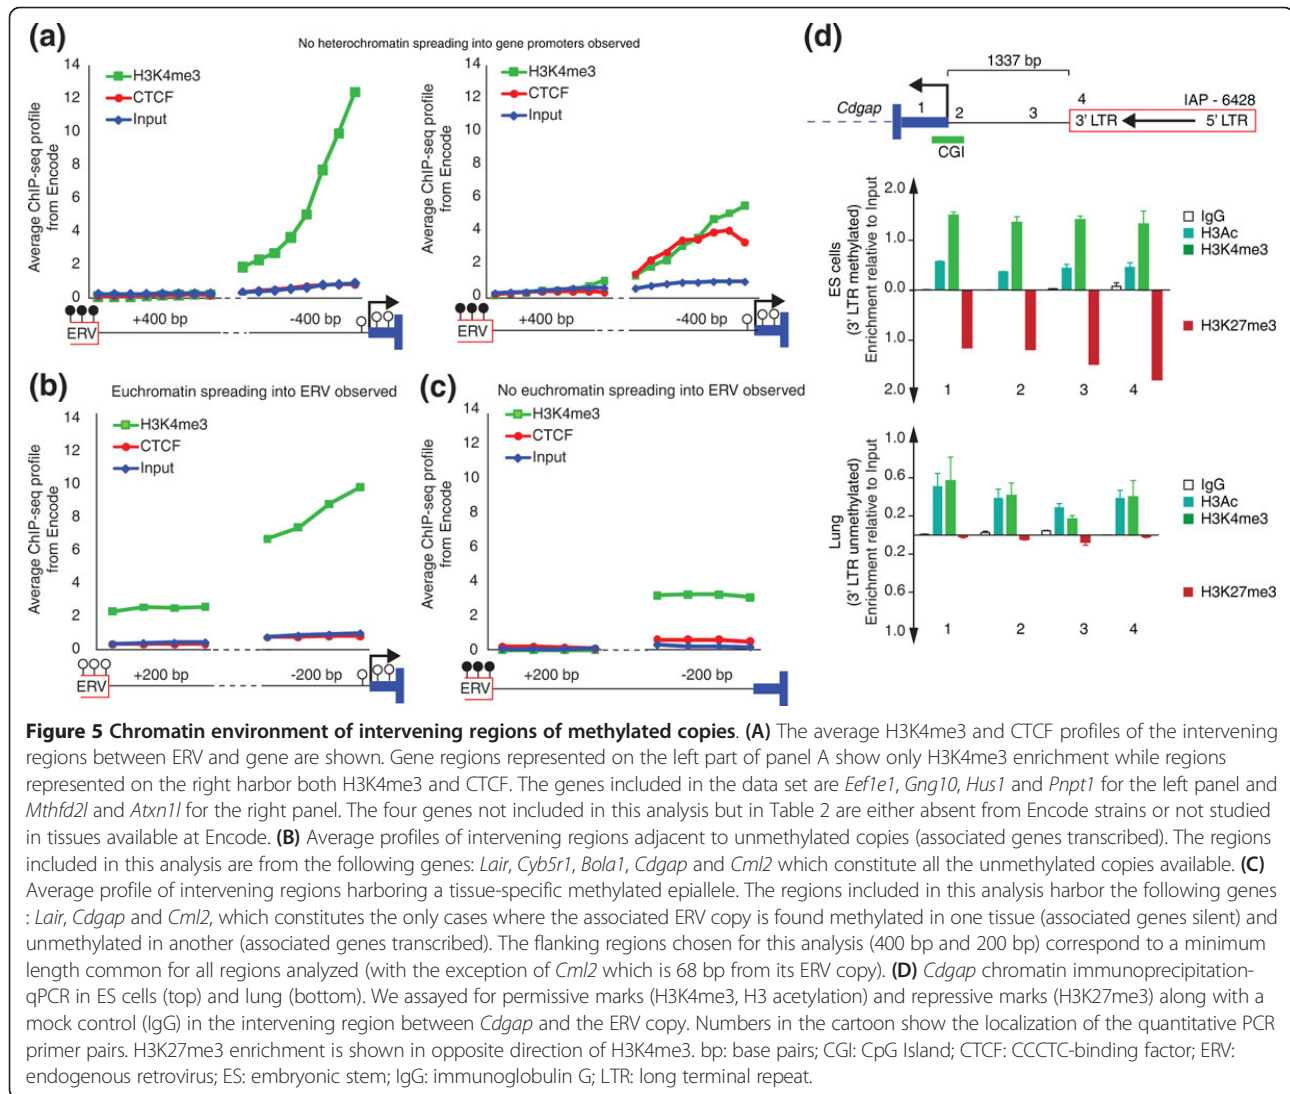 (a)
No heterochromatin spreading into gene promoters observed
14
12
10
8
6
4
2
0
Average ChIP-seq profile
from Encode
H3K4me3
CTCF
Input
ERV
+400 bp
-400 bp
14
12
10
8
6
4
2
0
Average ChIP-seq profile
from Encode
H3K4me3
CTCF
Input
ERV
+400 bp
-400 bp
(b)
Euchromatin spreading into ERV observed
14
12
10
8
6
4
2
0
Average ChIP-seq profile
from Encode
H3K4me3
CTCF
Input
ERV
+200 bp
-200 bp
(c)
No euchromatin spreading into ERV observed
14
12
10
8
6
4
2
0
Average ChIP-seq profile
from Encode
H3K4me3
CTCF
Input
ERV
+200 bp
-200 bp
(d)
1337 bp
Cdgap
1
2
3
4
IAP - 6428
3' LTR
5' LTR
CGI
ES cells
(3' LTR methylated)
Enrichment relative to Input
2.0
1.0
0.0
1.0
2.0
IgG
H3Ac
H3K4me3
H3K27me3
1 2 3 4
Lung
(3' LTR unmethylated)
Enrichment relative to Input
1.0
0.6
0.2
0.2
0.6
1.0
IgG
H3Ac
H3K4me3
H3K27me3
1 2 3 4
Figure 5 Chromatin environment of intervening regions of methylated copies. (A) The average H3K4me3 and CTCF profiles of the intervening
regions between ERV and gene are shown. Gene regions represented on the left part of panel A show only H3K4me3 enrichment while regions
represented on the right harbor both H3K4me3 and CTCF. The genes included in the data set are Eef1e1, Gng10, Hus1 and Pnpt1 for the left panel and
Mthfd2l and Atxn1l for the right panel. The four genes not included in this analysis but in Table 2 are either absent from Encode strains or not studied
in tissues available at Encode. (B) Average profiles of intervening regions adjacent to unmethylated copies (associated genes transcribed). The regions
included in this analysis are from the following genes: Lair, Cyb5r1, Bola1, Cdgap and Cml2 which constitute all the unmethylated copies available. (C)
Average profile of intervening regions harboring a tissue-specific methylated epiallele. The regions included in this analysis harbor the following genes
: Lair, Cdgap and Cml2, which constitutes the only cases where the associated ERV copy is found methylated in one tissue (associated genes silent) and
unmethylated in another (associated genes transcribed). The flanking regions chosen for this analysis (400 bp and 200 bp) correspond to a minimum
length common for all regions analyzed (with the exception of Cml2 which is 68 bp from its ERV copy). (D) Cdgap chromatin immunoprecipitation-
qPCR in ES cells (top) and lung (bottom). We assayed for permissive marks (H3K4me3, H3 acetylation) and repressive marks (H3K27me3) along with a
mock control (IgG) in the intervening region between Cdgap and the ERV copy. Numbers in the cartoon show the localization of the quantitative PCR
primer pairs. H3K27me3 enrichment is shown in opposite direction of H3K4me3. bp: base pairs; CGI: CpG Island; CTCF: CCCTC-binding factor; ERV:
endogenous retrovirus; ES: embryonic stem; IgG: immunoglobulin G; LTR: long terminal repeat.